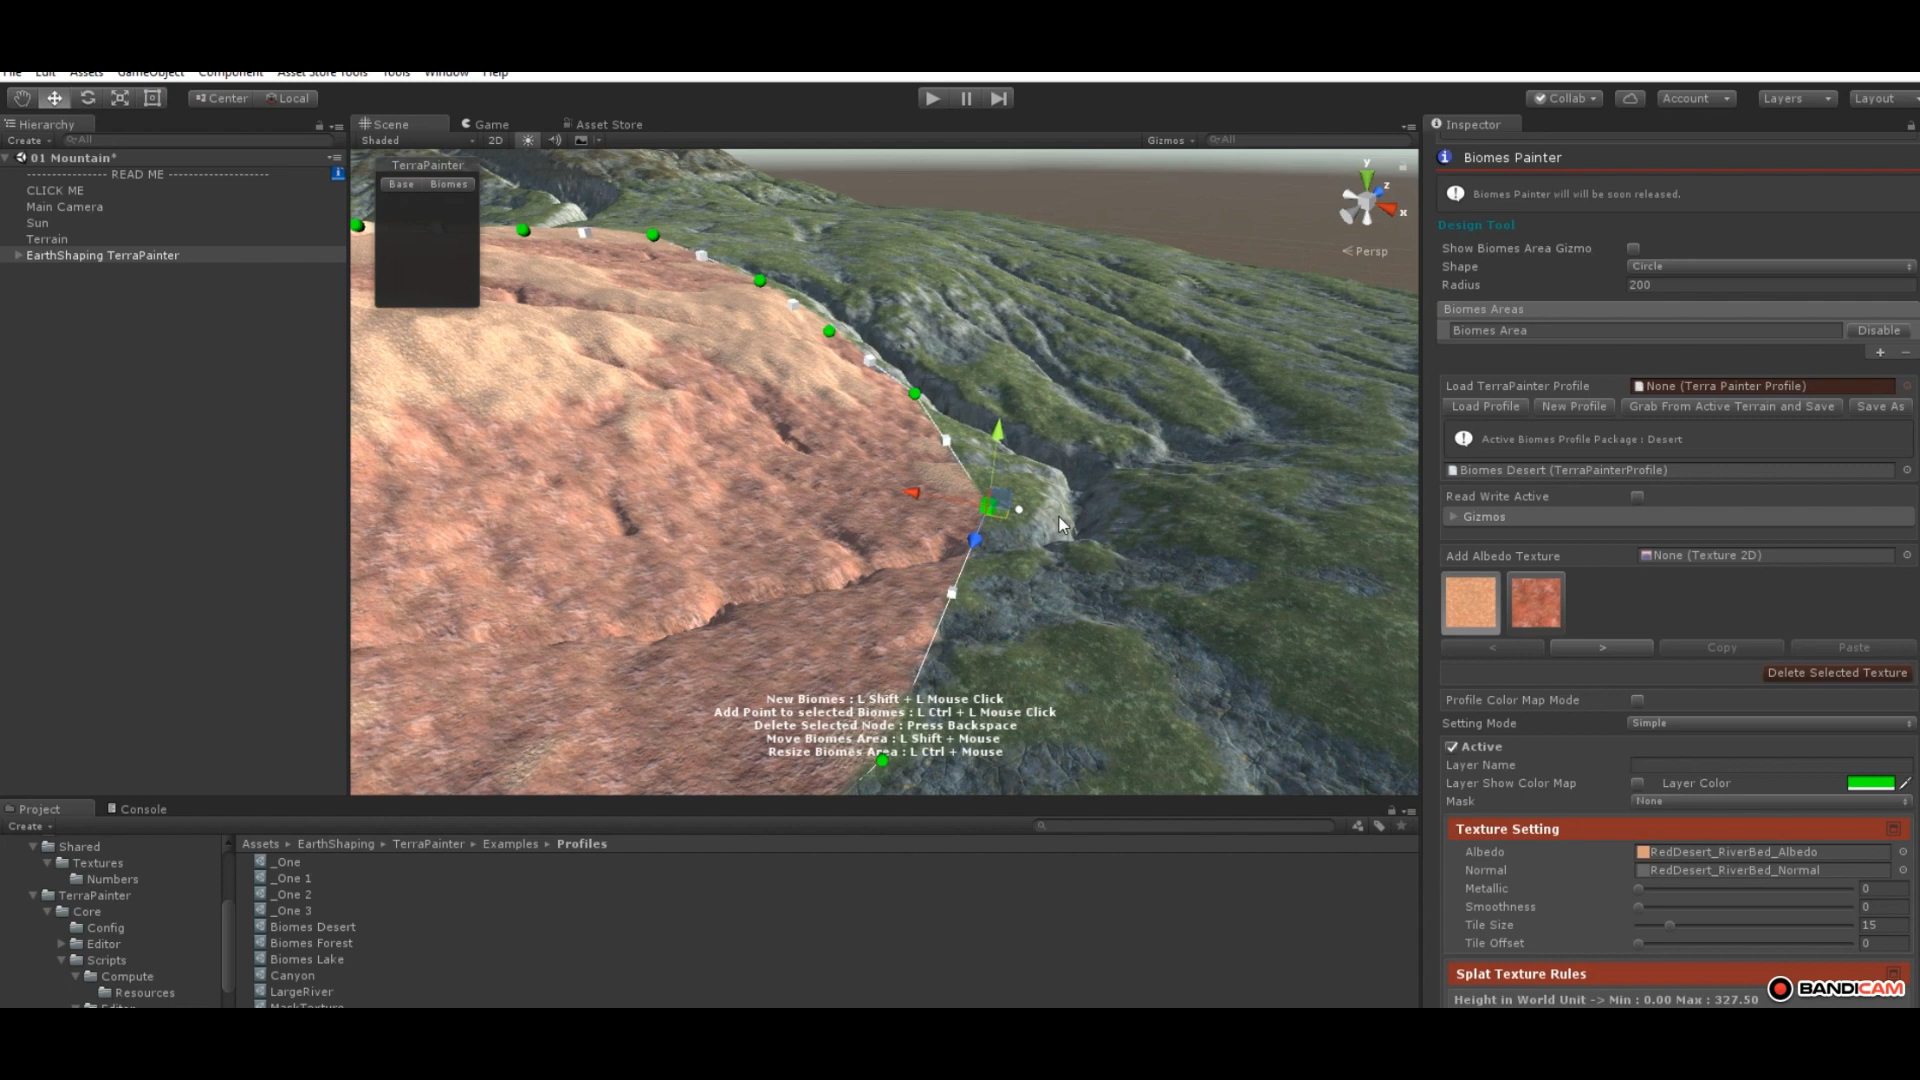 File Edit Assets GameObject Component Asset Store Tools Tools Window Help
Center Local
Collab Account Layers Layout
Hierarchy
Create All
01 Mountain*
---------------- READ ME -------------------
CLICK ME
Main Camera
Sun
Terrain
EarthShaping TerraPainter
Scene Game Asset Store
Shaded 2D Gizmos All
TerraPainter
Base Biomes
y
z
x
Persp
New Biomes : L Shift + L Mouse Click
Add Point to selected Biomes : L Ctrl + L Mouse Click
Delete Selected Node : Press Backspace
Move Biomes Area : L Shift + Mouse
Resize Biomes Area : L Ctrl + Mouse
Inspector
Biomes Painter
Biomes Painter will will be soon released.
Design Tool
Show Biomes Area Gizmo
Shape Circle
Radius 200
Biomes Areas
Biomes Area Disable
+ -
Load TerraPainter Profile None (Terra Painter Profile)
Load Profile New Profile Grab From Active Terrain and Save Save As
Active Biomes Profile Package : Desert
Biomes Desert (TerraPainterProfile)
Read Write Active
Gizmos
Add Albedo Texture None (Texture 2D)
< > Copy Paste
Delete Selected Texture
Profile Color Map Mode
Setting Mode Simple
Active
Layer Name
Layer Show Color Map Layer Color
Mask None
Texture Setting
Albedo RedDesert_RiverBed_Albedo
Normal RedDesert_RiverBed_Normal
Metallic 0
Smoothness 0
Tile Size 15
Tile Offset 0
Splat Texture Rules
Height in World Unit -> Min : 0.00 Max : 327.50
BANDICAM
Project Console
Create
Shared
Textures
Numbers
TerraPainter
Core
Config
Editor
Scripts
Compute
Resources
Editor
Assets EarthShaping TerraPainter Examples Profiles
_One
_One 1
_One 2
_One 3
Biomes Desert
Biomes Forest
Biomes Lake
Canyon
LargeRiver
MaskTexture